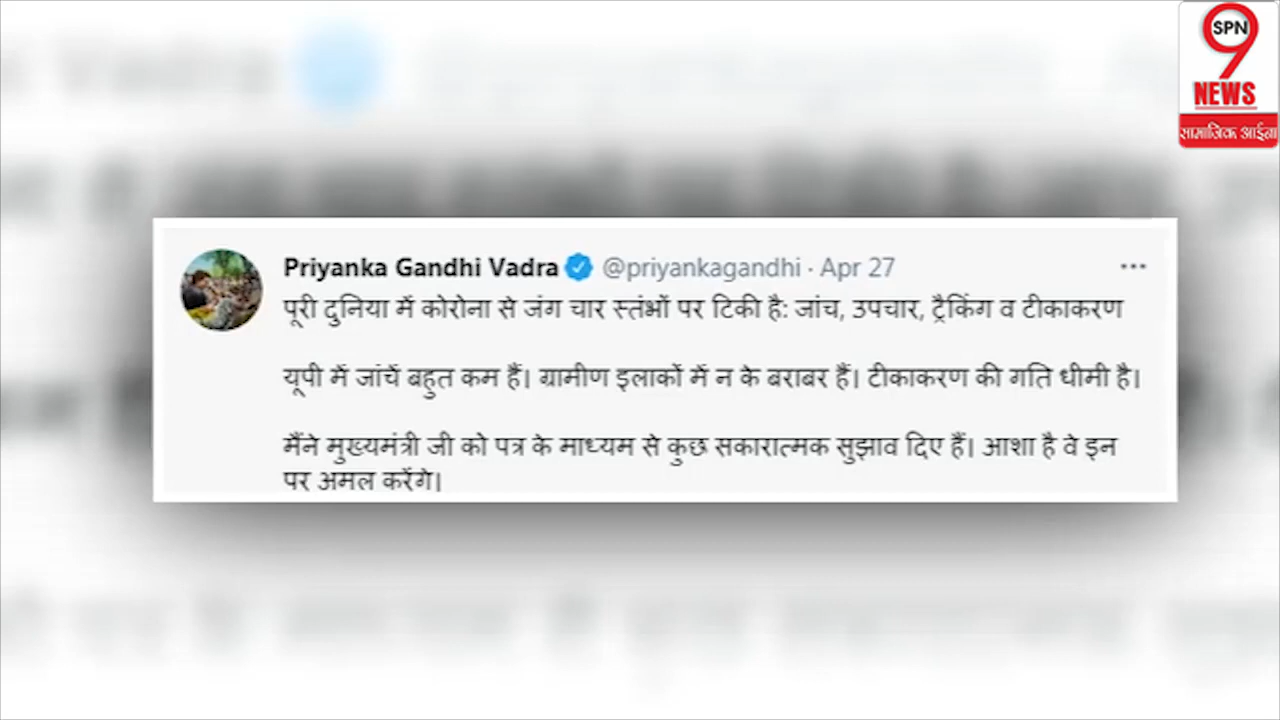 SPN
9
NEWS
सामाजिक आईना
Priyanka Gandhi Vadra @priyankagandhi · Apr 27
पूरी दुनिया में कोरोना से जंग चार स्तंभों पर टिकी है: जांच, उपचार, ट्रैकिंग व टीकाकरण
यूपी में जांचें बहुत कम हैं। ग्रामीण इलाकों में न के बराबर हैं। टीकाकरण की गति धीमी है।
मैंने मुख्यमंत्री जी को पत्र के माध्यम से कुछ सकारात्मक सुझाव दिए हैं। आशा है वे इन
पर अमल करेंगे।